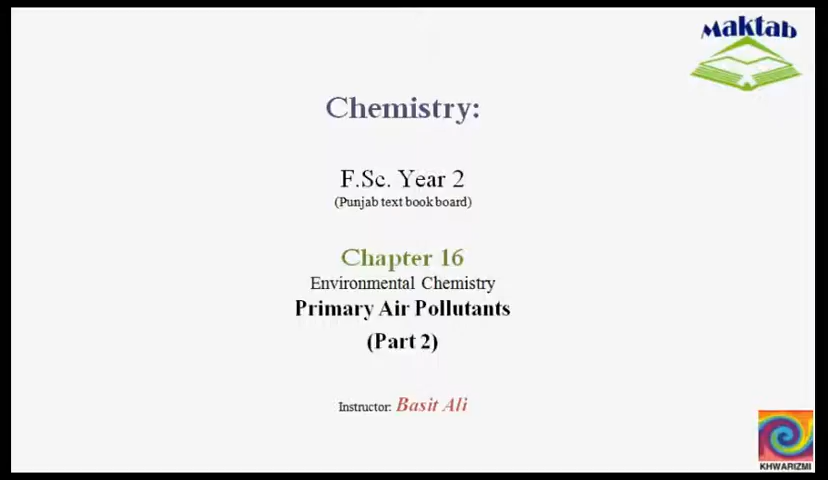 Maktab
Chemistry:
F.Sc. Year 2
(Punjab text book board)
Chapter 16
Environmental Chemistry
Primary Air Pollutants
(Part 2)
Instructor: Basit Ali
KHWARIZMI